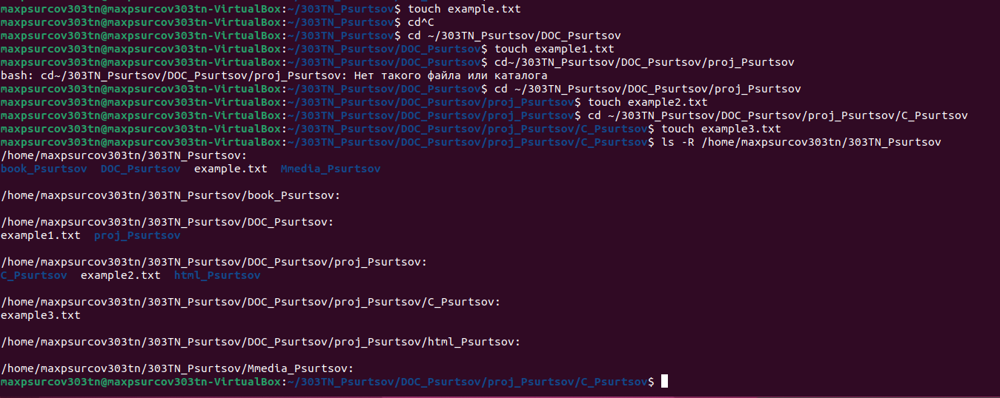 maxpsurcov303tn@maxpsurcov303tn-VirtualBox:~/303TN_Psurtsov$ touch example.txt
maxpsurcov303tn@maxpsurcov303tn-VirtualBox:~/303TN_Psurtsov$ cd^C
maxpsurcov303tn@maxpsurcov303tn-VirtualBox:~/303TN_Psurtsov$ cd ~/303TN_Psurtsov/DOC_Psurtsov
maxpsurcov303tn@maxpsurcov303tn-VirtualBox:~/303TN_Psurtsov/DOC_Psurtsov$ touch example1.txt
maxpsurcov303tn@maxpsurcov303tn-VirtualBox:~/303TN_Psurtsov/DOC_Psurtsov$ cd~/303TN_Psurtsov/DOC_Psurtsov/proj_Psurtsov
bash: cd~/303TN_Psurtsov/DOC_Psurtsov/proj_Psurtsov: Нет такого файла или каталога
maxpsurcov303tn@maxpsurcov303tn-VirtualBox:~/303TN_Psurtsov/DOC_Psurtsov$ cd ~/303TN_Psurtsov/DOC_Psurtsov/proj_Psurtsov
maxpsurcov303tn@maxpsurcov303tn-VirtualBox:~/303TN_Psurtsov/DOC_Psurtsov/proj_Psurtsov$ touch example2.txt
maxpsurcov303tn@maxpsurcov303tn-VirtualBox:~/303TN_Psurtsov/DOC_Psurtsov/proj_Psurtsov$ cd ~/303TN_Psurtsov/DOC_Psurtsov/proj_Psurtsov/C_Psurtsov
maxpsurcov303tn@maxpsurcov303tn-VirtualBox:~/303TN_Psurtsov/DOC_Psurtsov/proj_Psurtsov/C_Psurtsov$ touch example3.txt
maxpsurcov303tn@maxpsurcov303tn-VirtualBox:~/303TN_Psurtsov/DOC_Psurtsov/proj_Psurtsov/C_Psurtsov$ ls -R /home/maxpsurcov303tn/303TN_Psurtsov
/home/maxpsurcov303tn/303TN_Psurtsov:
book_Psurtsov  DOC_Psurtsov  example.txt  Mmedia_Psurtsov
/home/maxpsurcov303tn/303TN_Psurtsov/book_Psurtsov:
/home/maxpsurcov303tn/303TN_Psurtsov/DOC_Psurtsov:
example1.txt  proj_Psurtsov
/home/maxpsurcov303tn/303TN_Psurtsov/DOC_Psurtsov/proj_Psurtsov:
C_Psurtsov  example2.txt  html_Psurtsov
/home/maxpsurcov303tn/303TN_Psurtsov/DOC_Psurtsov/proj_Psurtsov/C_Psurtsov:
example3.txt
/home/maxpsurcov303tn/303TN_Psurtsov/DOC_Psurtsov/proj_Psurtsov/html_Psurtsov:
/home/maxpsurcov303tn/303TN_Psurtsov/Mmedia_Psurtsov:
maxpsurcov303tn@maxpsurcov303tn-VirtualBox:~/303TN_Psurtsov/DOC_Psurtsov/proj_Psurtsov/C_Psurtsov$